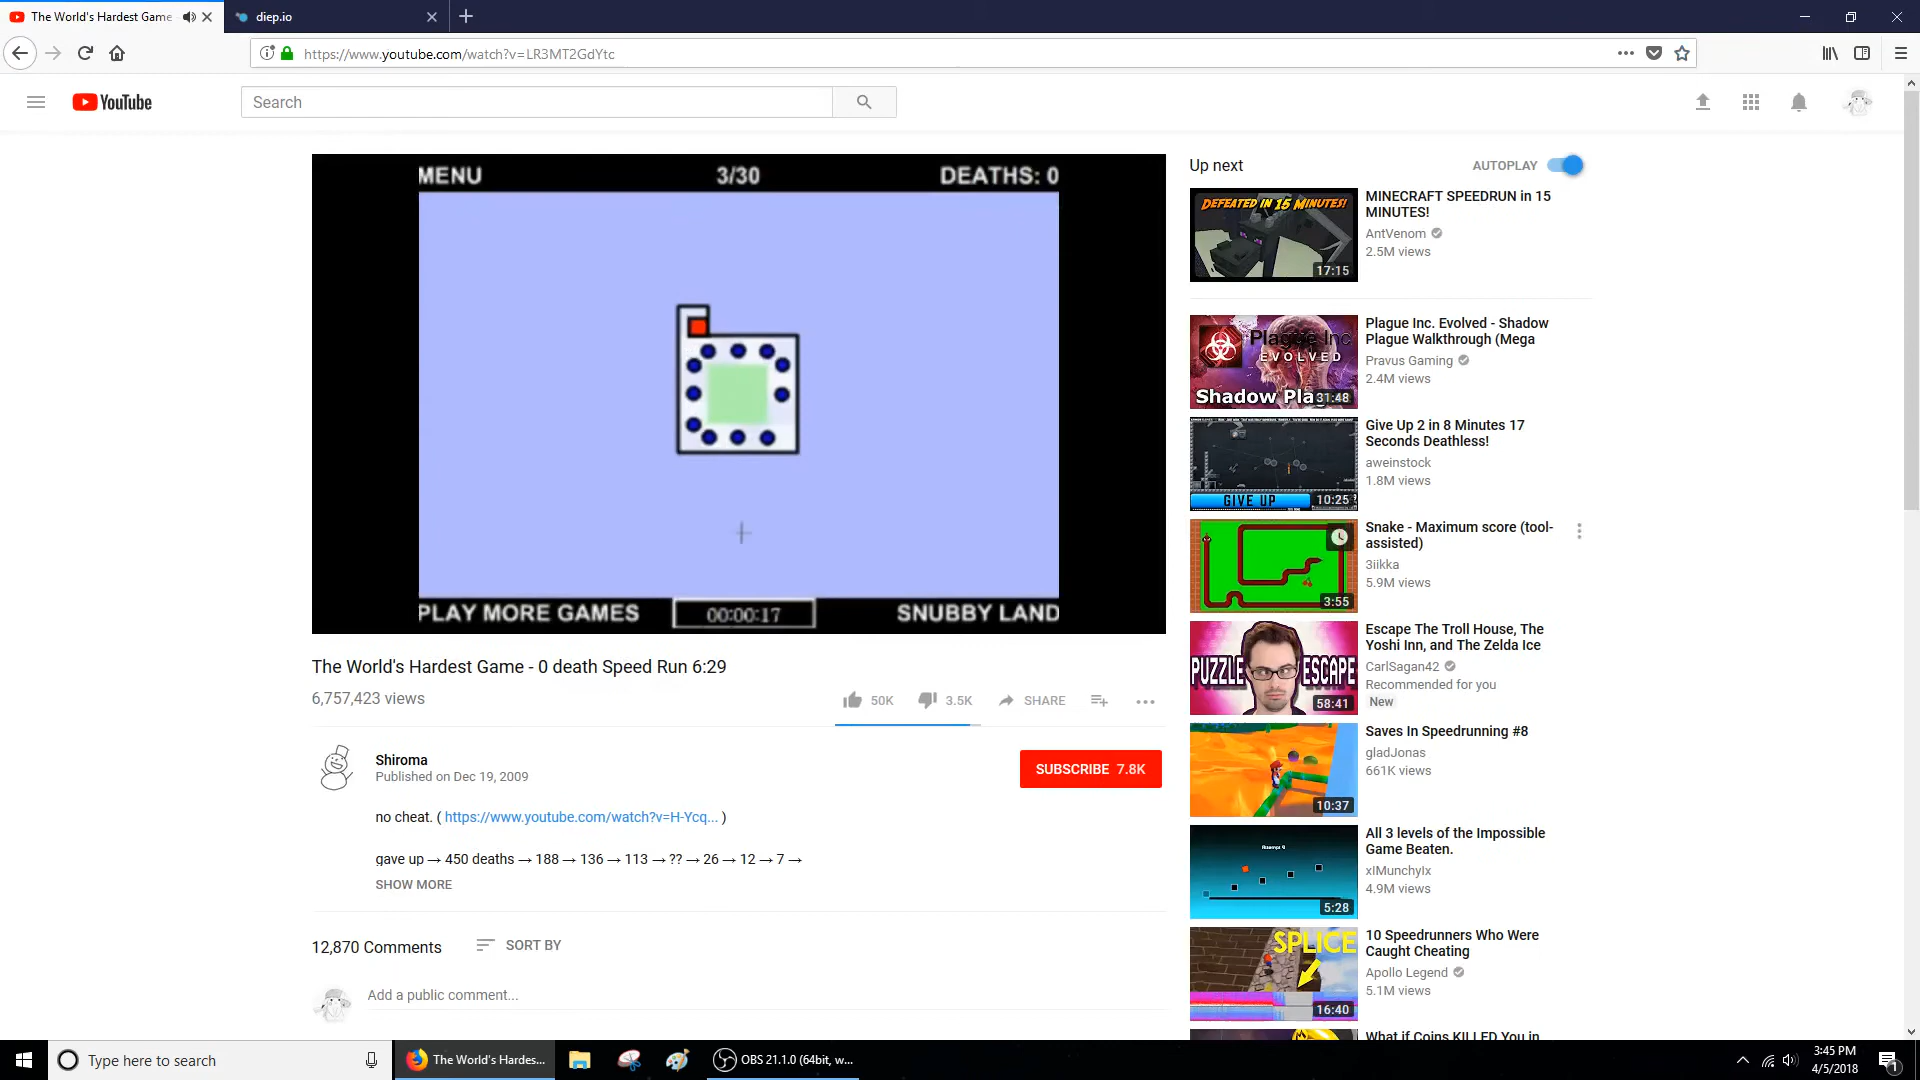 The World's Hardest Game
diep.io
https://www.youtube.com/watch?v=LR3MT2GdYtc
YouTube
Search
MENU
3/30
DEATHS: 0
PLAY MORE GAMES
00:00:17
SNUBBY LAND
The World's Hardest Game - 0 death Speed Run 6:29
6,757,423 views
50K
3.5K
SHARE
Shiroma
Published on Dec 19, 2009
SUBSCRIBE 7.8K
no cheat. ( https://www.youtube.com/watch?v=H-Ycq... )
gave up → 450 deaths → 188 → 136 → 113 → ?? → 26 → 12 → 7 →
SHOW MORE
12,870 Comments
SORT BY
Add a public comment...
Up next
AUTOPLAY
DEFEATED IN 15 MINUTES!
17:15
MINECRAFT SPEEDRUN in 15
MINUTES!
AntVenom
2.5M views
Plague Inc
EVOLVED
Shadow Pla
31:48
Plague Inc. Evolved - Shadow
Plague Walkthrough (Mega
Pravus Gaming
2.4M views
GIVE UP
10:25
Give Up 2 in 8 Minutes 17
Seconds Deathless!
aweinstock
1.8M views
3:55
Snake - Maximum score (tool-
assisted)
3iikka
5.9M views
PUZZLE
ESCAPE
58:41
Escape The Troll House, The
Yoshi Inn, and The Zelda Ice
CarlSagan42
Recommended for you
New
10:37
Saves In Speedrunning #8
gladJonas
661K views
5:28
All 3 levels of the Impossible
Game Beaten.
xIMunchyIx
4.9M views
SPLICE
16:40
10 Speedrunners Who Were
Caught Cheating
Apollo Legend
5.1M views
What if Coins KILLED You in
Type here to search
The World's Hardes...
OBS 21.1.0 (64bit, w...
3:45 PM
4/5/2018
1